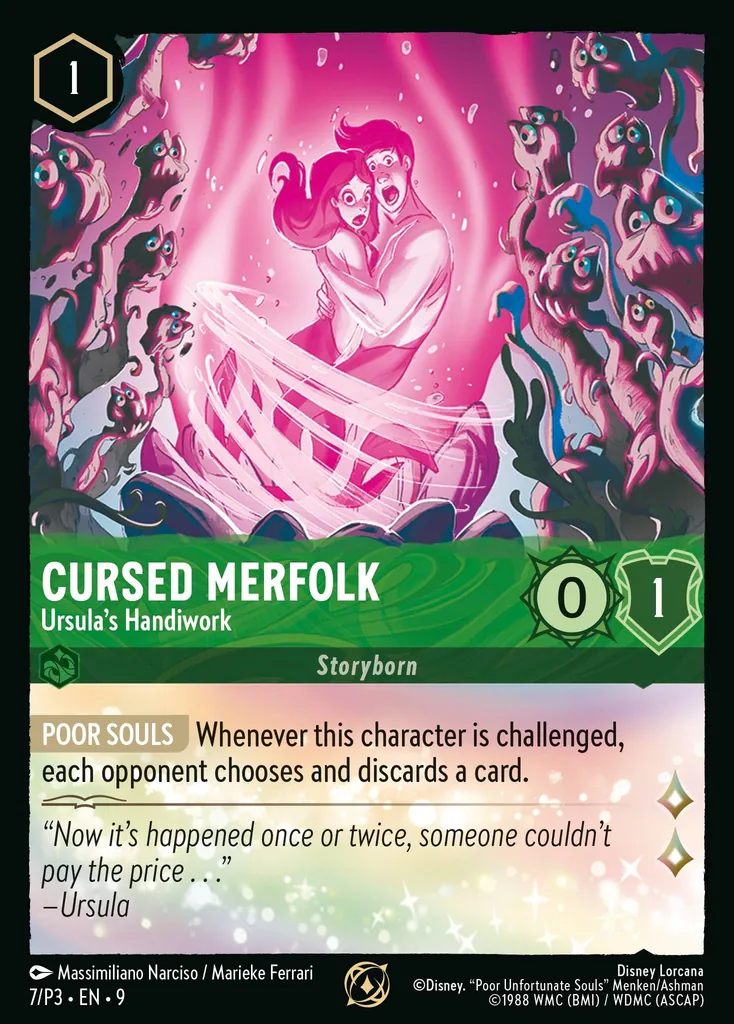 1
CURSED MERFOLK
Ursula's Handiwork
0
1
Storyborn
POOR SOULS Whenever this character is challenged,
each opponent chooses and discards a card.
“Now it's happened once or twice, someone couldn't
pay the price . . .”
–Ursula
Massimiliano Narciso / Marieke Ferrari
7/P3 • EN • 9
Disney Lorcana
©Disney. “Poor Unfortunate Souls” Menken/Ashman
©1988 WMC (BMI) / WDMC (ASCAP)